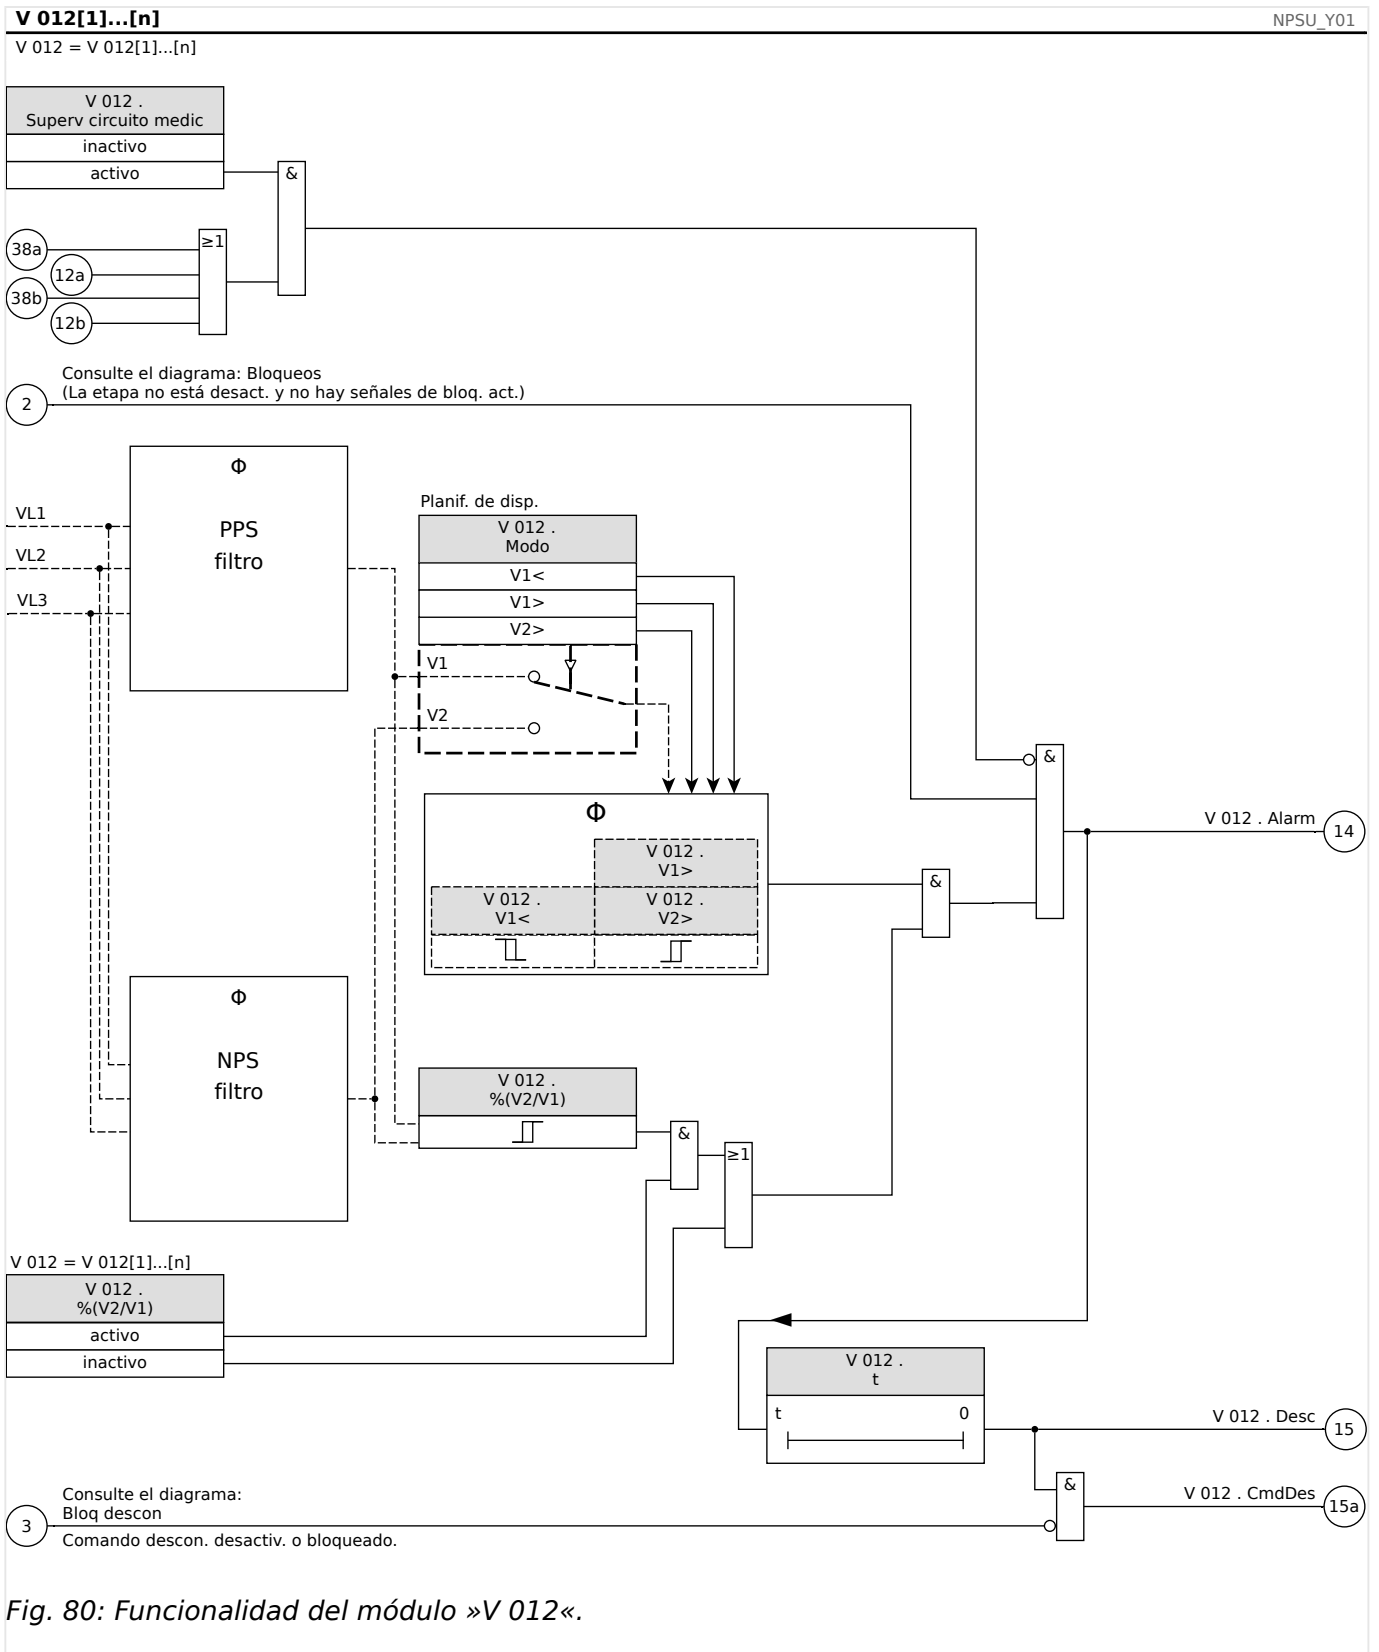 V 012[1]...[n]
NPSU_Y01
V 012 = V 012[1]...[n]
V 012 .
Superv circuito medic
inactivo
activo
&
38a
≥1
12a
38b
12b
Consulte el diagrama: Bloqueos
(La etapa no está desact. y no hay señales de bloq. act.)
2
Φ
PPS
filtro
VL1
VL2
VL3
Planif. de disp.
V 012 .
Modo
V1<
V1>
V2>
V1
V2
&
V 012 . Alarm
14
Φ
V 012 .
V1>
V 012 .
V1<
V 012 .
V2>
&
Φ
NPS
filtro
V 012 .
%(V2/V1)
&
≥1
V 012 = V 012[1]...[n]
V 012 .
%(V2/V1)
activo
inactivo
V 012 .
t
t 0
V 012 . Desc
15
&
V 012 . CmdDes
15a
Consulte el diagrama:
Bloq descon
3
Comando descon. desactiv. o bloqueado.
Fig. 80: Funcionalidad del módulo »V 012«.